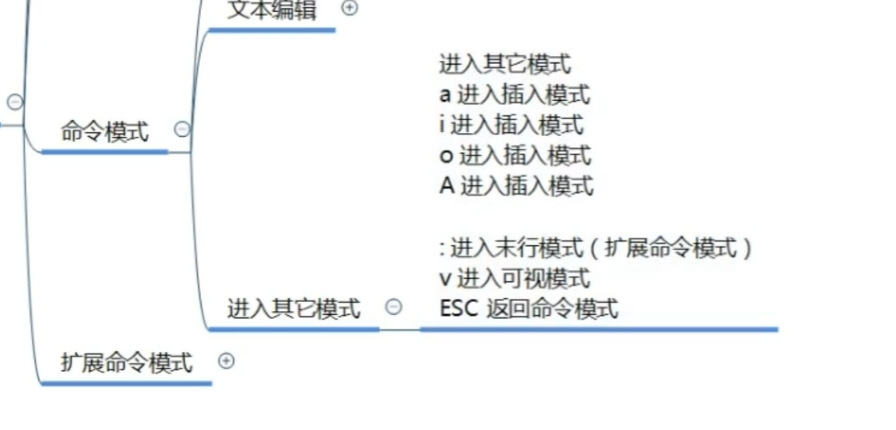 文本编辑
进入其它模式
a 进入插入模式
i 进入插入模式
命令模式
o 进入插入模式
A 进入插入模式
: 进入末行模式 ( 扩展命令模式 )
v 进入可视模式
进入其它模式
ESC 返回命令模式
扩展命令模式